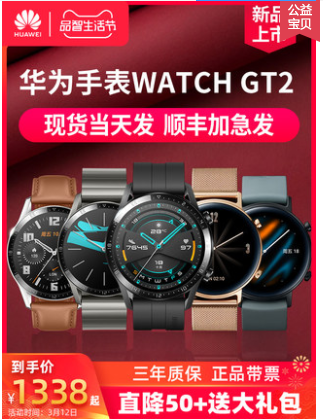 HUAWEI
品智生活节
新品上市
公益宝贝
华为手表WATCH GT2
现货当天发 顺丰加急发
到手价
¥1338起
活动时间：3月12日
三年质保 正品带票
直降50+送大礼包